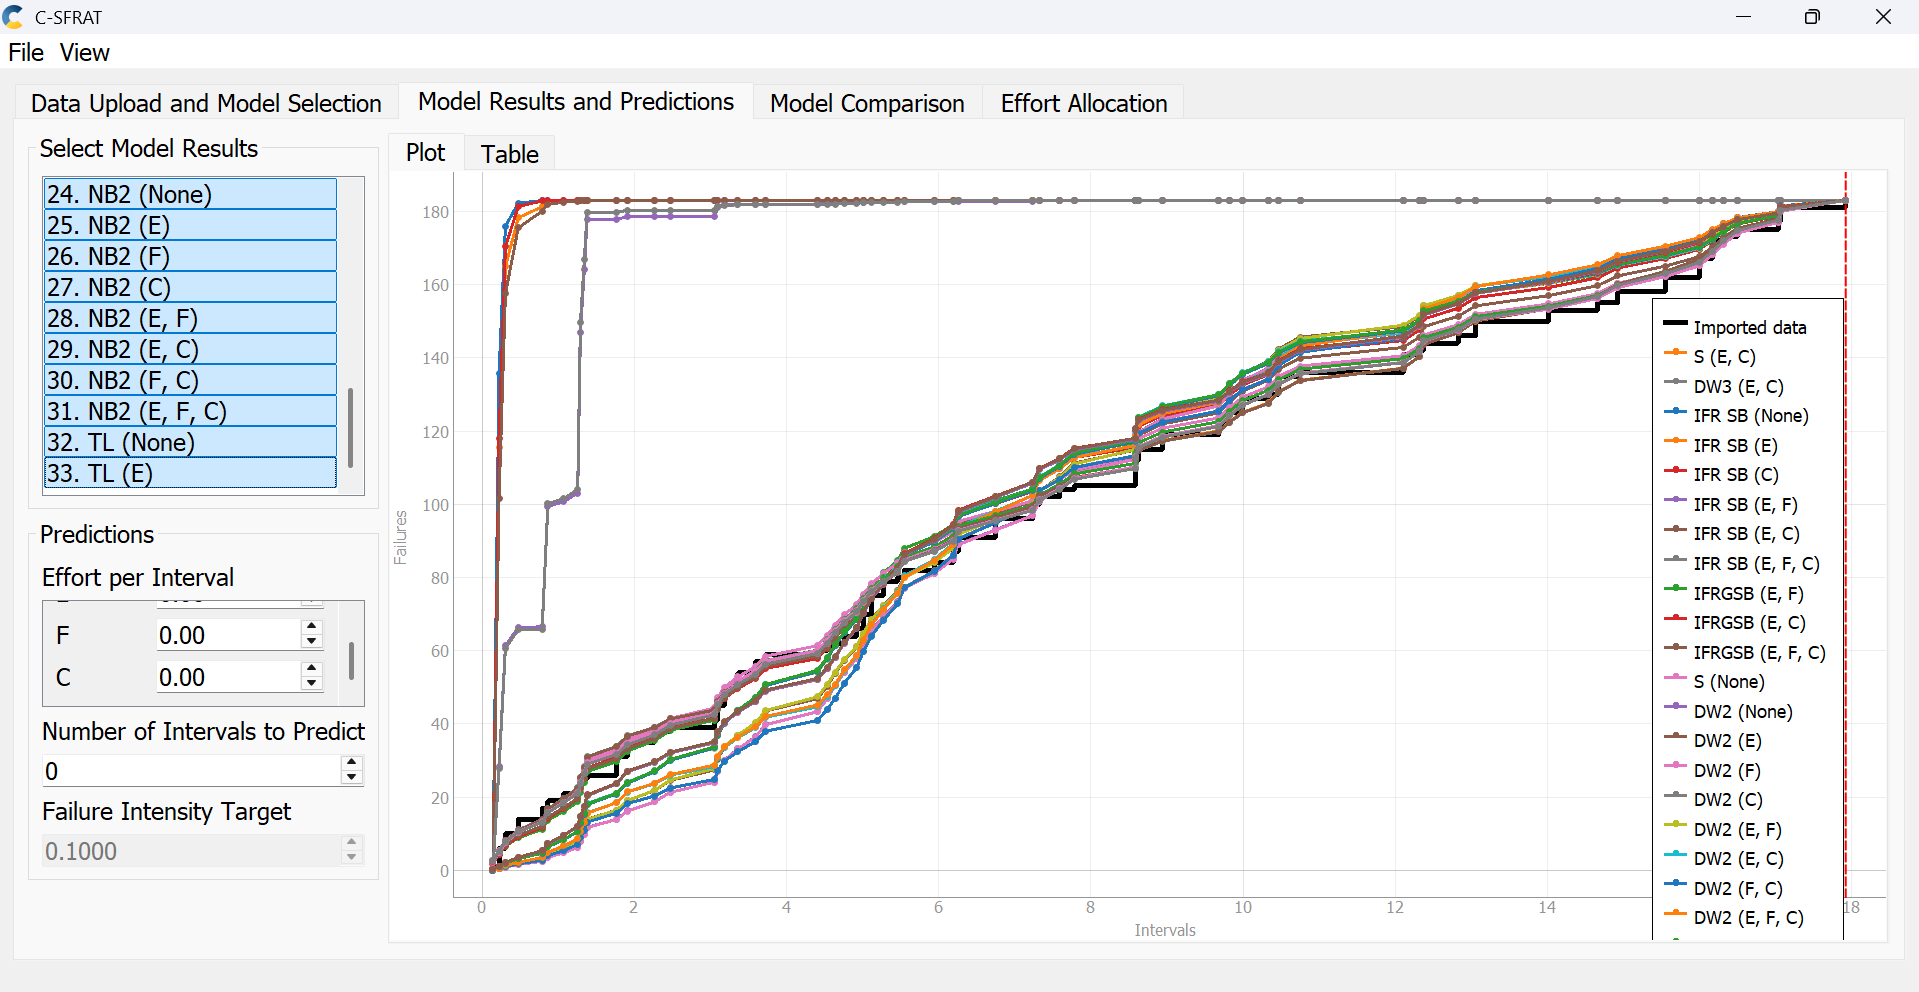 C-SFRAT
File View
Data Upload and Model Selection
Model Results and Predictions
Model Comparison
Effort Allocation
Select Model Results
24. NB2 (None)
25. NB2 (E)
26. NB2 (F)
27. NB2 (C)
28. NB2 (E, F)
29. NB2 (E, C)
30. NB2 (F, C)
31. NB2 (E, F, C)
32. TL (None)
33. TL (E)
Predictions
Effort per Interval
F 0.00
C 0.00
Number of Intervals to Predict
0
Failure Intensity Target
0.1000
Plot
Table
180
160
140
120
100
80
60
40
20
0
Failures
0 2 4 6 8 10 12 14 18
Intervals
Imported data
S (E, C)
DW3 (E, C)
IFR SB (None)
IFR SB (E)
IFR SB (C)
IFR SB (E, F)
IFR SB (E, C)
IFR SB (E, F, C)
IFRGSB (E, F)
IFRGSB (E, C)
IFRGSB (E, F, C)
S (None)
DW2 (None)
DW2 (E)
DW2 (F)
DW2 (C)
DW2 (E, F)
DW2 (E, C)
DW2 (F, C)
DW2 (E, F, C)